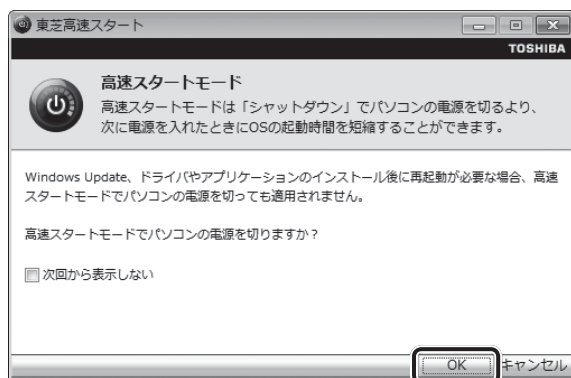 東芝高速スタート
TOSHIBA
高速スタートモード
高速スタートモードは「シャットダウン」でパソコンの電源を切るより、
次に電源を入れたときにOSの起動時間を短縮することができます。
Windows Update、ドライバやアプリケーションのインストール後に再起動が必要な場合、高速
スタートモードでパソコンの電源を切っても適用されません。
高速スタートモードでパソコンの電源を切りますか?
次回から表示しない
OK キャンセル